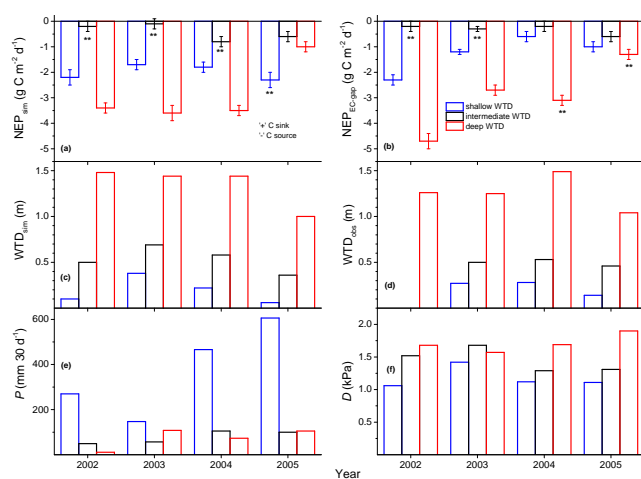 0
-1
-2
-3
-4
-5
NEPsim (g C m-2 d-1)
**
**
**
**
(a)
'+' C sink
'-' C source
0
-1
-2
-3
-4
-5
NEPEC-gap (g C m-2 d-1)
**
**
**
**
(b)
shallow WTD
intermediate WTD
deep WTD
1.5
1.0
0.5
WTDsim (m)
(c)
1.5
1.0
0.5
WTDobs (m)
(d)
600
400
200
P (mm 30 d-1)
(e)
2002 2003 2004 2005
2.0
1.5
1.0
0.5
D (kPa)
(f)
2002 2003 2004 2005
Year